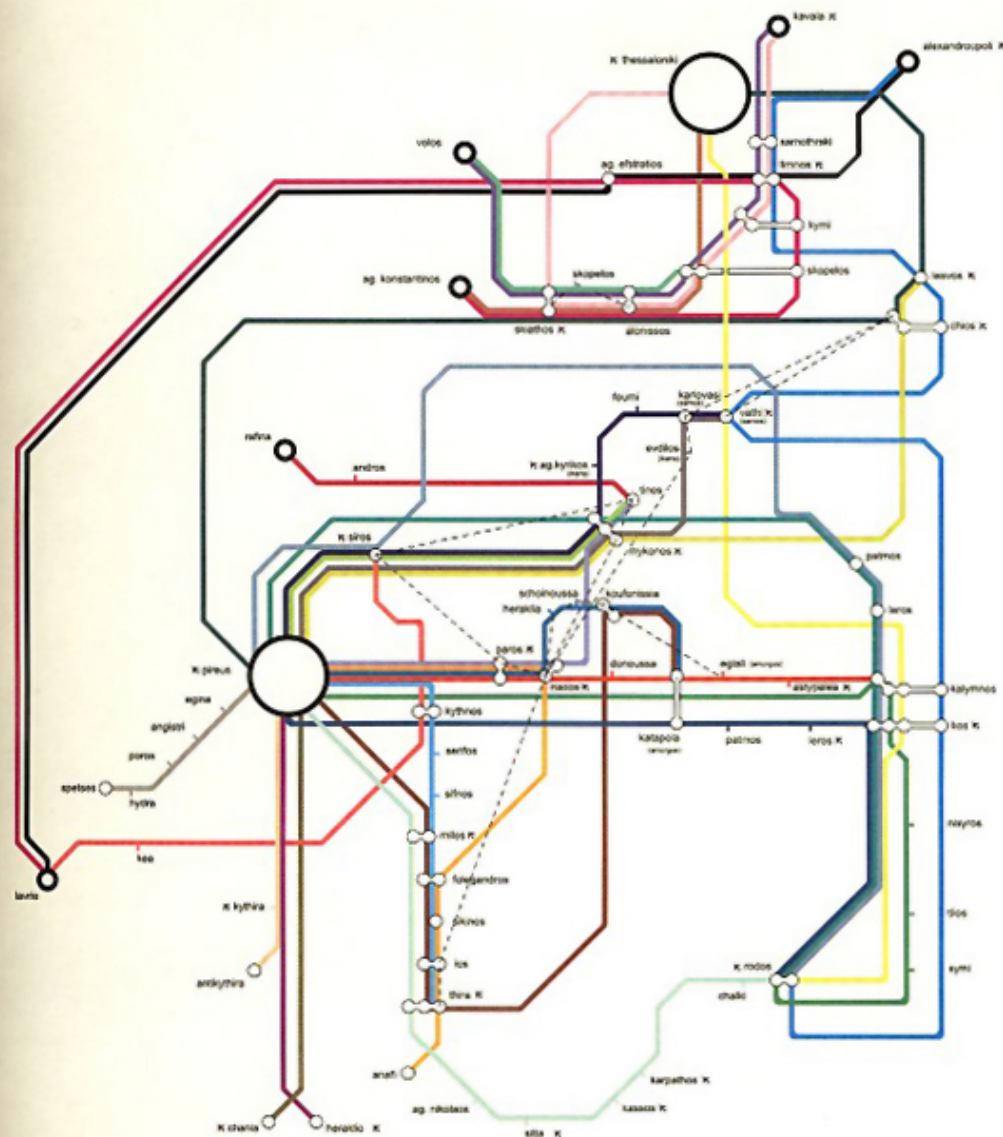 kavala
alexandroupoli
thessaloniki
samothraki
volos
ag. efstratios
limnos
kymi
skopelos
skopelos
lesvos
ag. konstantinos
skiathos
alonissos
chios
karlovasi
(samos)
fourni
vathi
(samos)
rafina
evdilos
(ikaria)
andros
ag.kyrikos
(ikaria)
tinos
siros
mykonos
patmos
schoinoussa
koufonissia
heraklia
leros
paros
pireus
donoussa
egiali (amorgos)
naxos
astypalea
kalymnos
egina
kythnos
angistri
katapola
(amorgos)
patmos
leros
kos
poros
serifos
spetses
hydra
sifnos
nisyros
milos
kea
folegandros
lavrio
kythira
sikinos
tilos
ios
rodos
symi
antikythira
chalki
thira
anafi
karpathos
ag. nikolaos
kassos
chania
heraklio
sitia